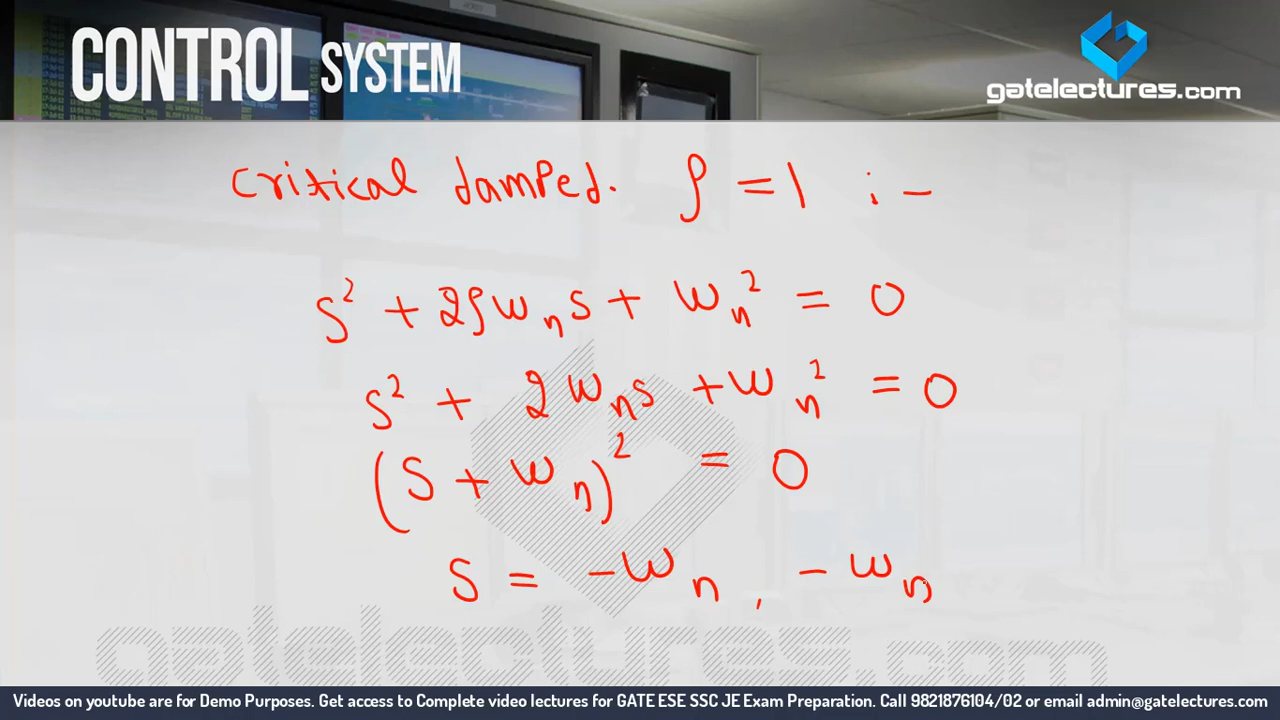 CONTROL SYSTEM
gatelectures.com
Critical damped. ρ = 1 : -
s² + 2ρωₙs + ωₙ² = 0
s² + 2ωₙs + ωₙ² = 0
(s + ωₙ)² = 0
s = -ωₙ, -ωₙ
gatelectures.com
Videos on youtube are for Demo Purposes. Get access to Complete video lectures for GATE ESE SSC JE Exam Preparation. Call 9821876104/02 or email admin@gatelectures.com